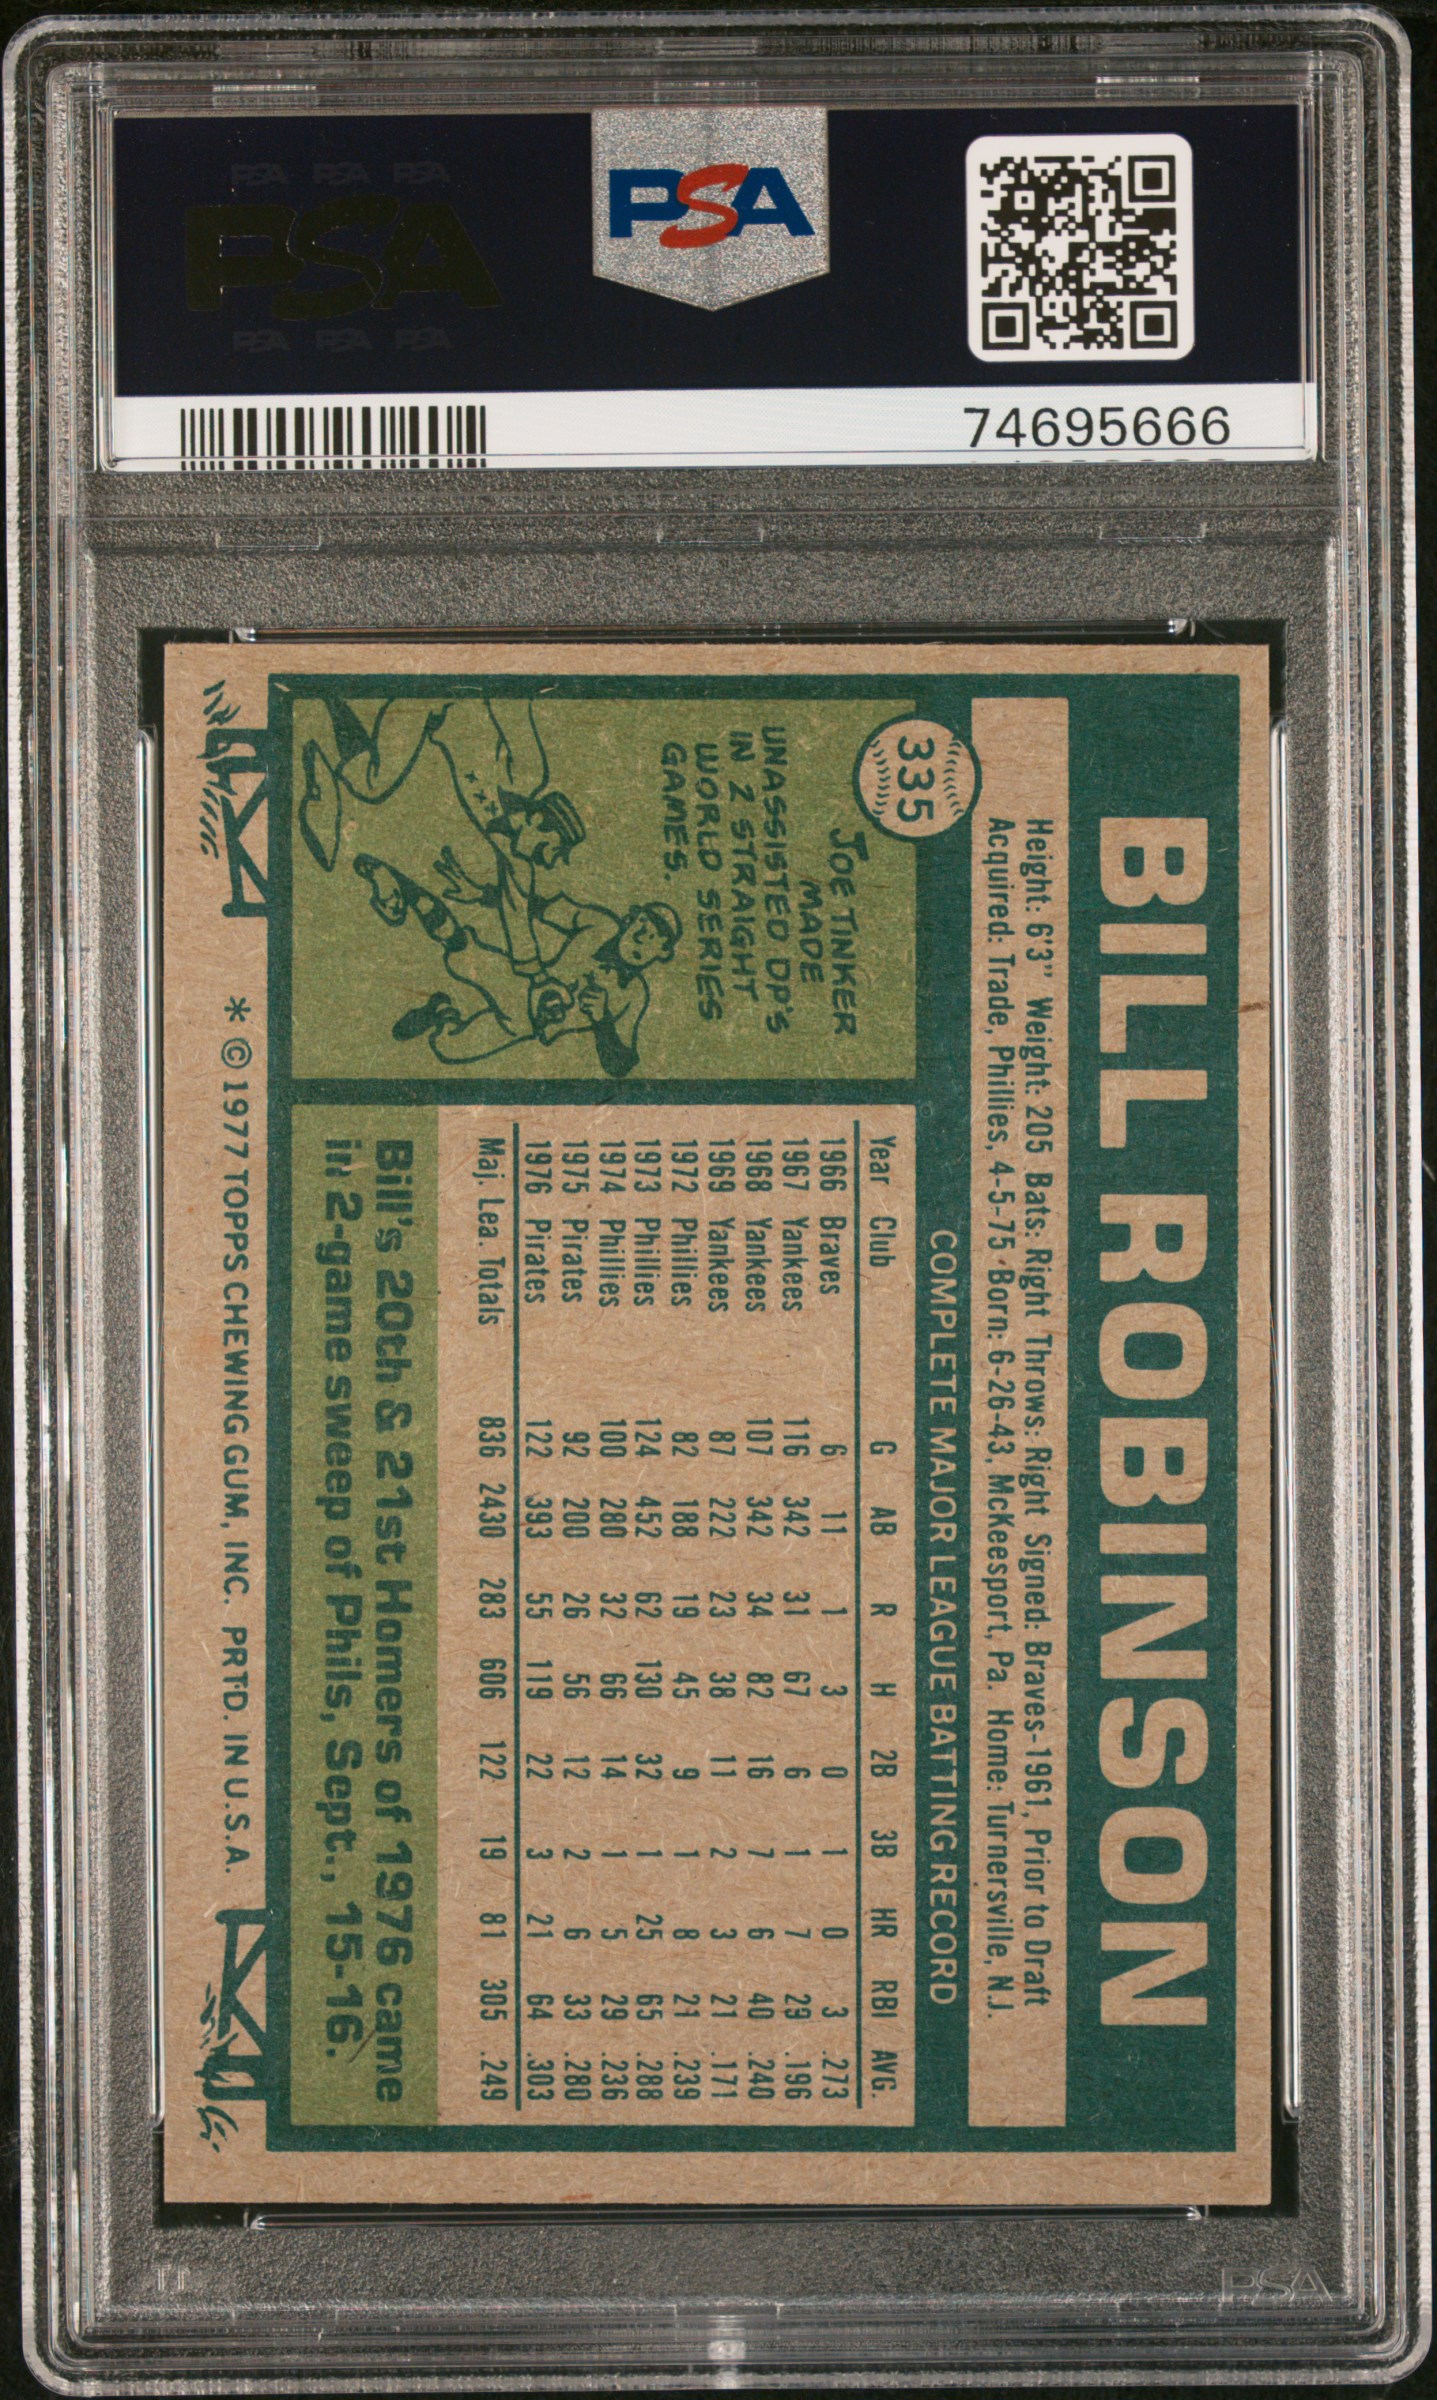 PSA PSA PSA
PSA
PSA PSA PSA
PSA
74695666
BILL ROBINSON
Height: 6'3" Weight: 205 Bats: Right Throws: Right Signed: Braves-1961, Prior to Draft
Acquired: Trade, Phillies, 4-5-75 Born: 6-26-43, McKeesport, Pa. Home: Turnersville, N.J.
335
JOE TINKER
MADE
UNASSISTED DP'S
IN 2 STRAIGHT
WORLD SERIES
GAMES.
COMPLETE MAJOR LEAGUE BATTING RECORD
Year Club G AB R H 2B 3B HR RBI AVG.
1966 Braves 6 11 1 3 0 1 0 3 .273
1967 Yankees 116 342 31 67 6 1 7 29 .196
1968 Yankees 107 342 34 82 16 7 6 40 .240
1969 Yankees 87 222 23 38 11 2 3 21 .171
1972 Phillies 82 188 19 45 9 1 8 21 .239
1973 Phillies 124 452 62 130 32 1 25 65 .288
1974 Phillies 100 280 32 66 14 1 5 29 .236
1975 Pirates 92 200 26 56 12 2 6 33 .280
1976 Pirates 122 393 55 119 22 3 21 64 .303
Maj. Lea. Totals 836 2430 283 606 122 19 81 305 .249
Bill's 20th & 21st Homers of 1976 came
in 2-game sweep of Phils, Sept., 15-16.
* ©1977 TOPPS CHEWING GUM, INC. PRTD. IN U.S.A.
PSA